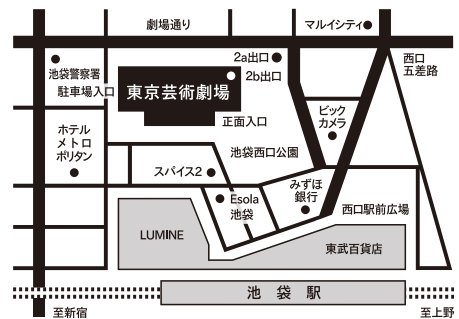 劇場通り
マルイシティ
2a出口
西口
五差路
池袋警察署
2b出口
駐車場入口
東京芸術劇場
正面入口
ビック
カメラ
ホテル
メトロ
ポリタン
池袋西口公園
スパイス2
みずほ
銀行
Esola
池袋
西口駅前広場
LUMINE
東武百貨店
池袋駅
至新宿
至上野